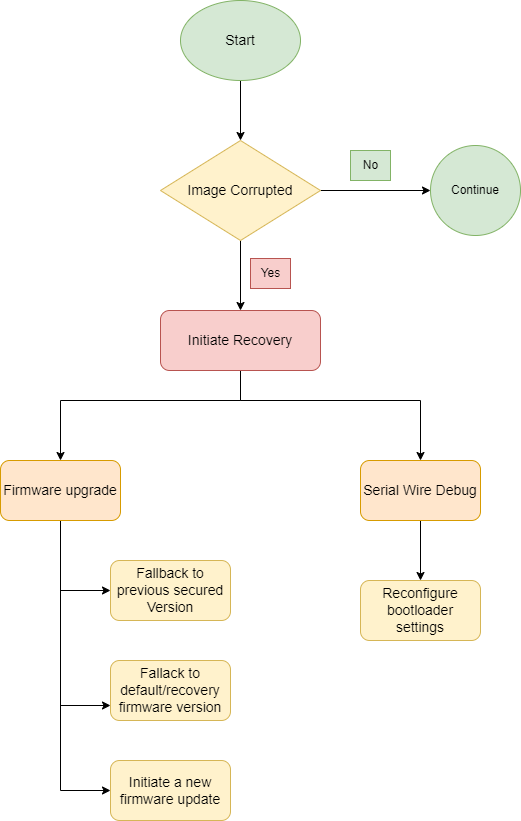 Start
Image Corrupted
No
Continue
Yes
Initiate Recovery
Firmware upgrade
Serial Wire Debug
Fallback to
previous secured
Version
Reconfigure
bootloader
settings
Fallack to
default/recovery
firmware version
Initiate a new
firmware update